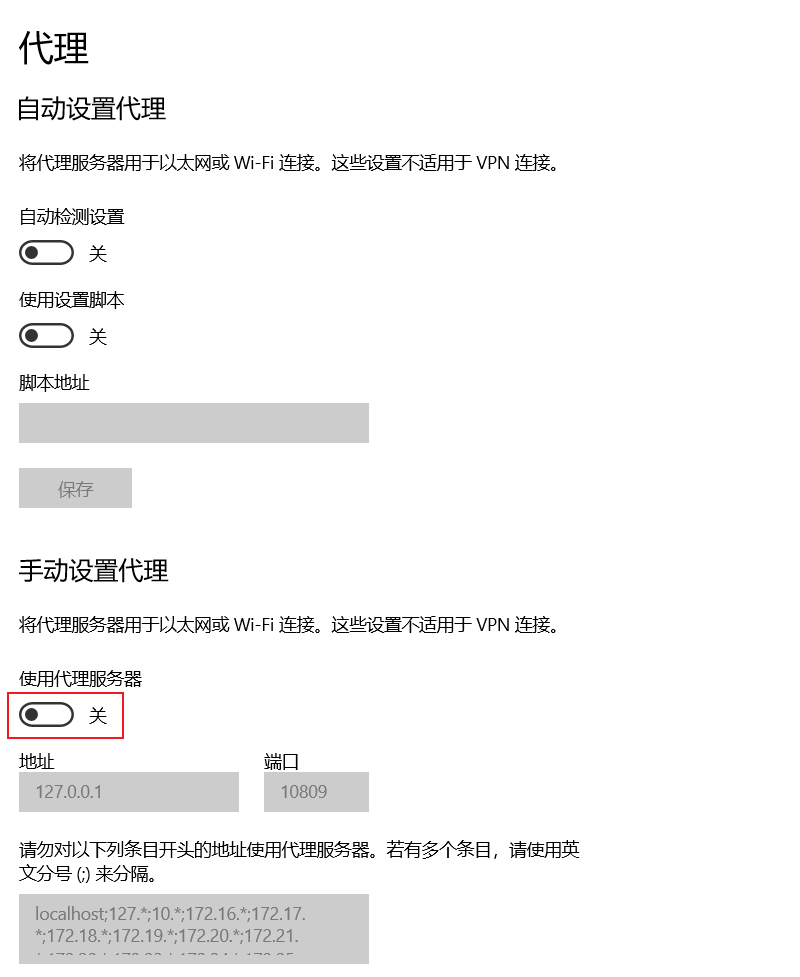 代理
自动设置代理
将代理服务器用于以太网或 Wi-Fi 连接。这些设置不适用于 VPN 连接。
自动检测设置
关
使用设置脚本
关
脚本地址
保存
手动设置代理
将代理服务器用于以太网或 Wi-Fi 连接。这些设置不适用于 VPN 连接。
使用代理服务器
关
地址 端口
127.0.0.1 10809
请勿对以下列条目开头的地址使用代理服务器。若有多个条目，请使用英
文分号 (;) 来分隔。
localhost;127.*;10.*;172.16.*;172.17.
*;172.18.*;172.19.*;172.20.*;172.21.